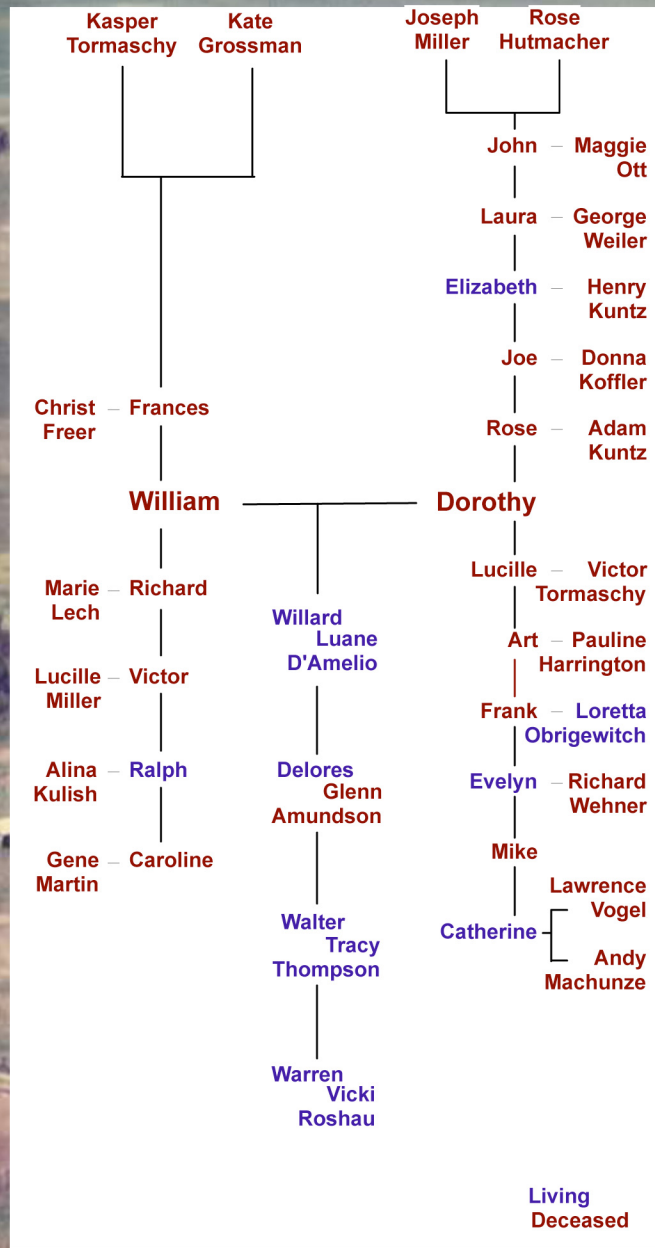 Kasper
Tormaschy
Kate
Grossman
Joseph
Miller
Rose
Hutmacher
John – Maggie
Ott
Laura – George
Weiler
Elizabeth – Henry
Kuntz
Joe – Donna
Koffler
Rose – Adam
Kuntz
Christ – Frances
Freer
William
Dorothy
Marie – Richard
Lech
Lucille – Victor
Miller
Alina – Ralph
Kulish
Gene – Caroline
Martin
Willard
Luane
D'Amelio
Delores
Glenn
Amundson
Walter
Tracy
Thompson
Warren
Vicki
Roshau
Lucille – Victor
Tormaschy
Art – Pauline
Harrington
Frank – Loretta
Obrigewitch
Evelyn – Richard
Wehner
Mike
Catherine
Lawrence
Vogel
Andy
Machunze
Living
Deceased